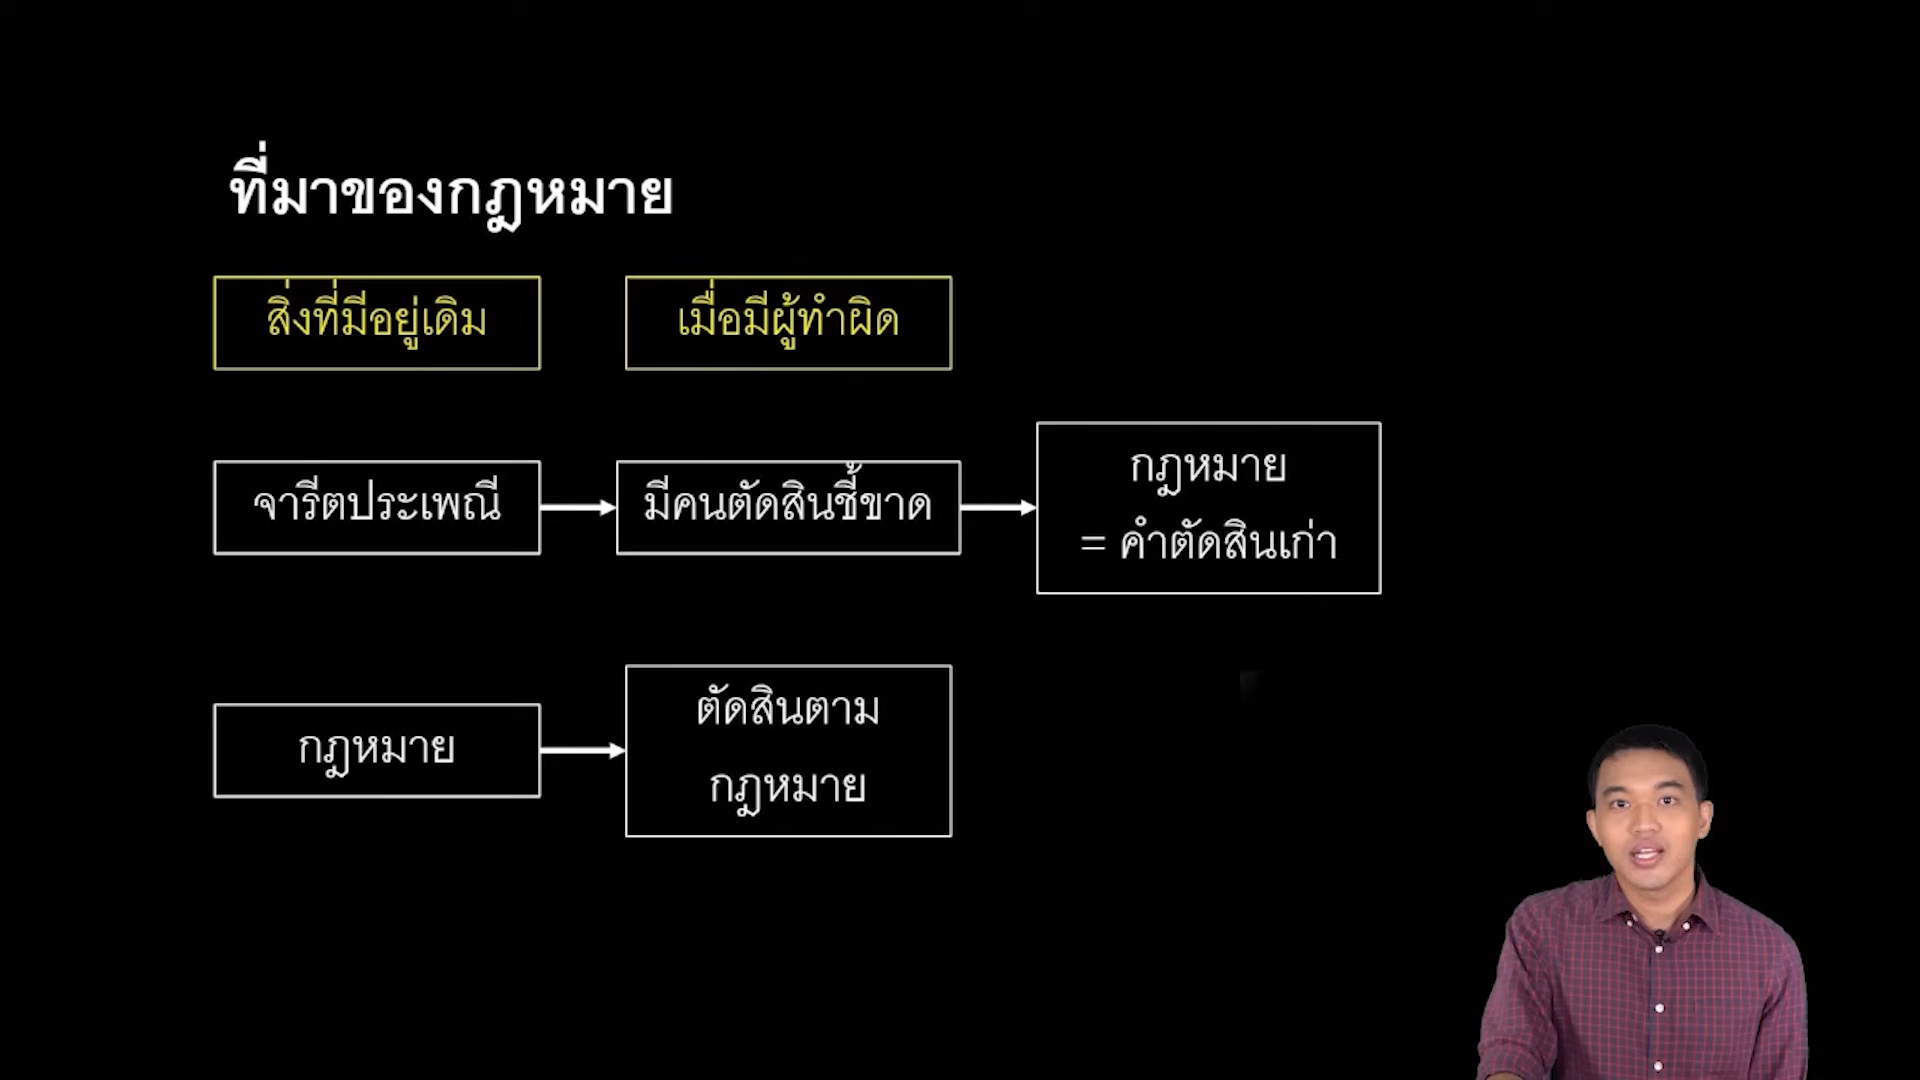 ที่มาของกฎหมาย
สิ่งที่มีอยู่เดิม
เมื่อมีผู้ทำผิด
จารีตประเพณี
มีคนตัดสินชี้ขาด
กฎหมาย
= คำตัดสินเก่า
กฎหมาย
ตัดสินตาม
กฎหมาย